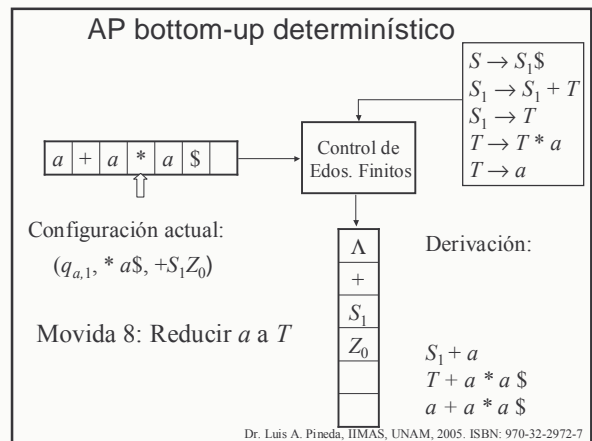 AP bottom-up determinístico
S → S₁$
S₁ → S₁ + T
S₁ → T
T → T * a
T → a
a + a * a $
Control de
Edos. Finitos
Configuración actual:
(qₐ,₁, * a$, +S₁Z₀)
Movida 8: Reducir a a T
Λ
+
S₁
Z₀
Derivación:
S₁ + a
T + a * a $
a + a * a $
Dr. Luis A. Pineda, IIMAS, UNAM, 2005. ISBN: 970-32-2972-7